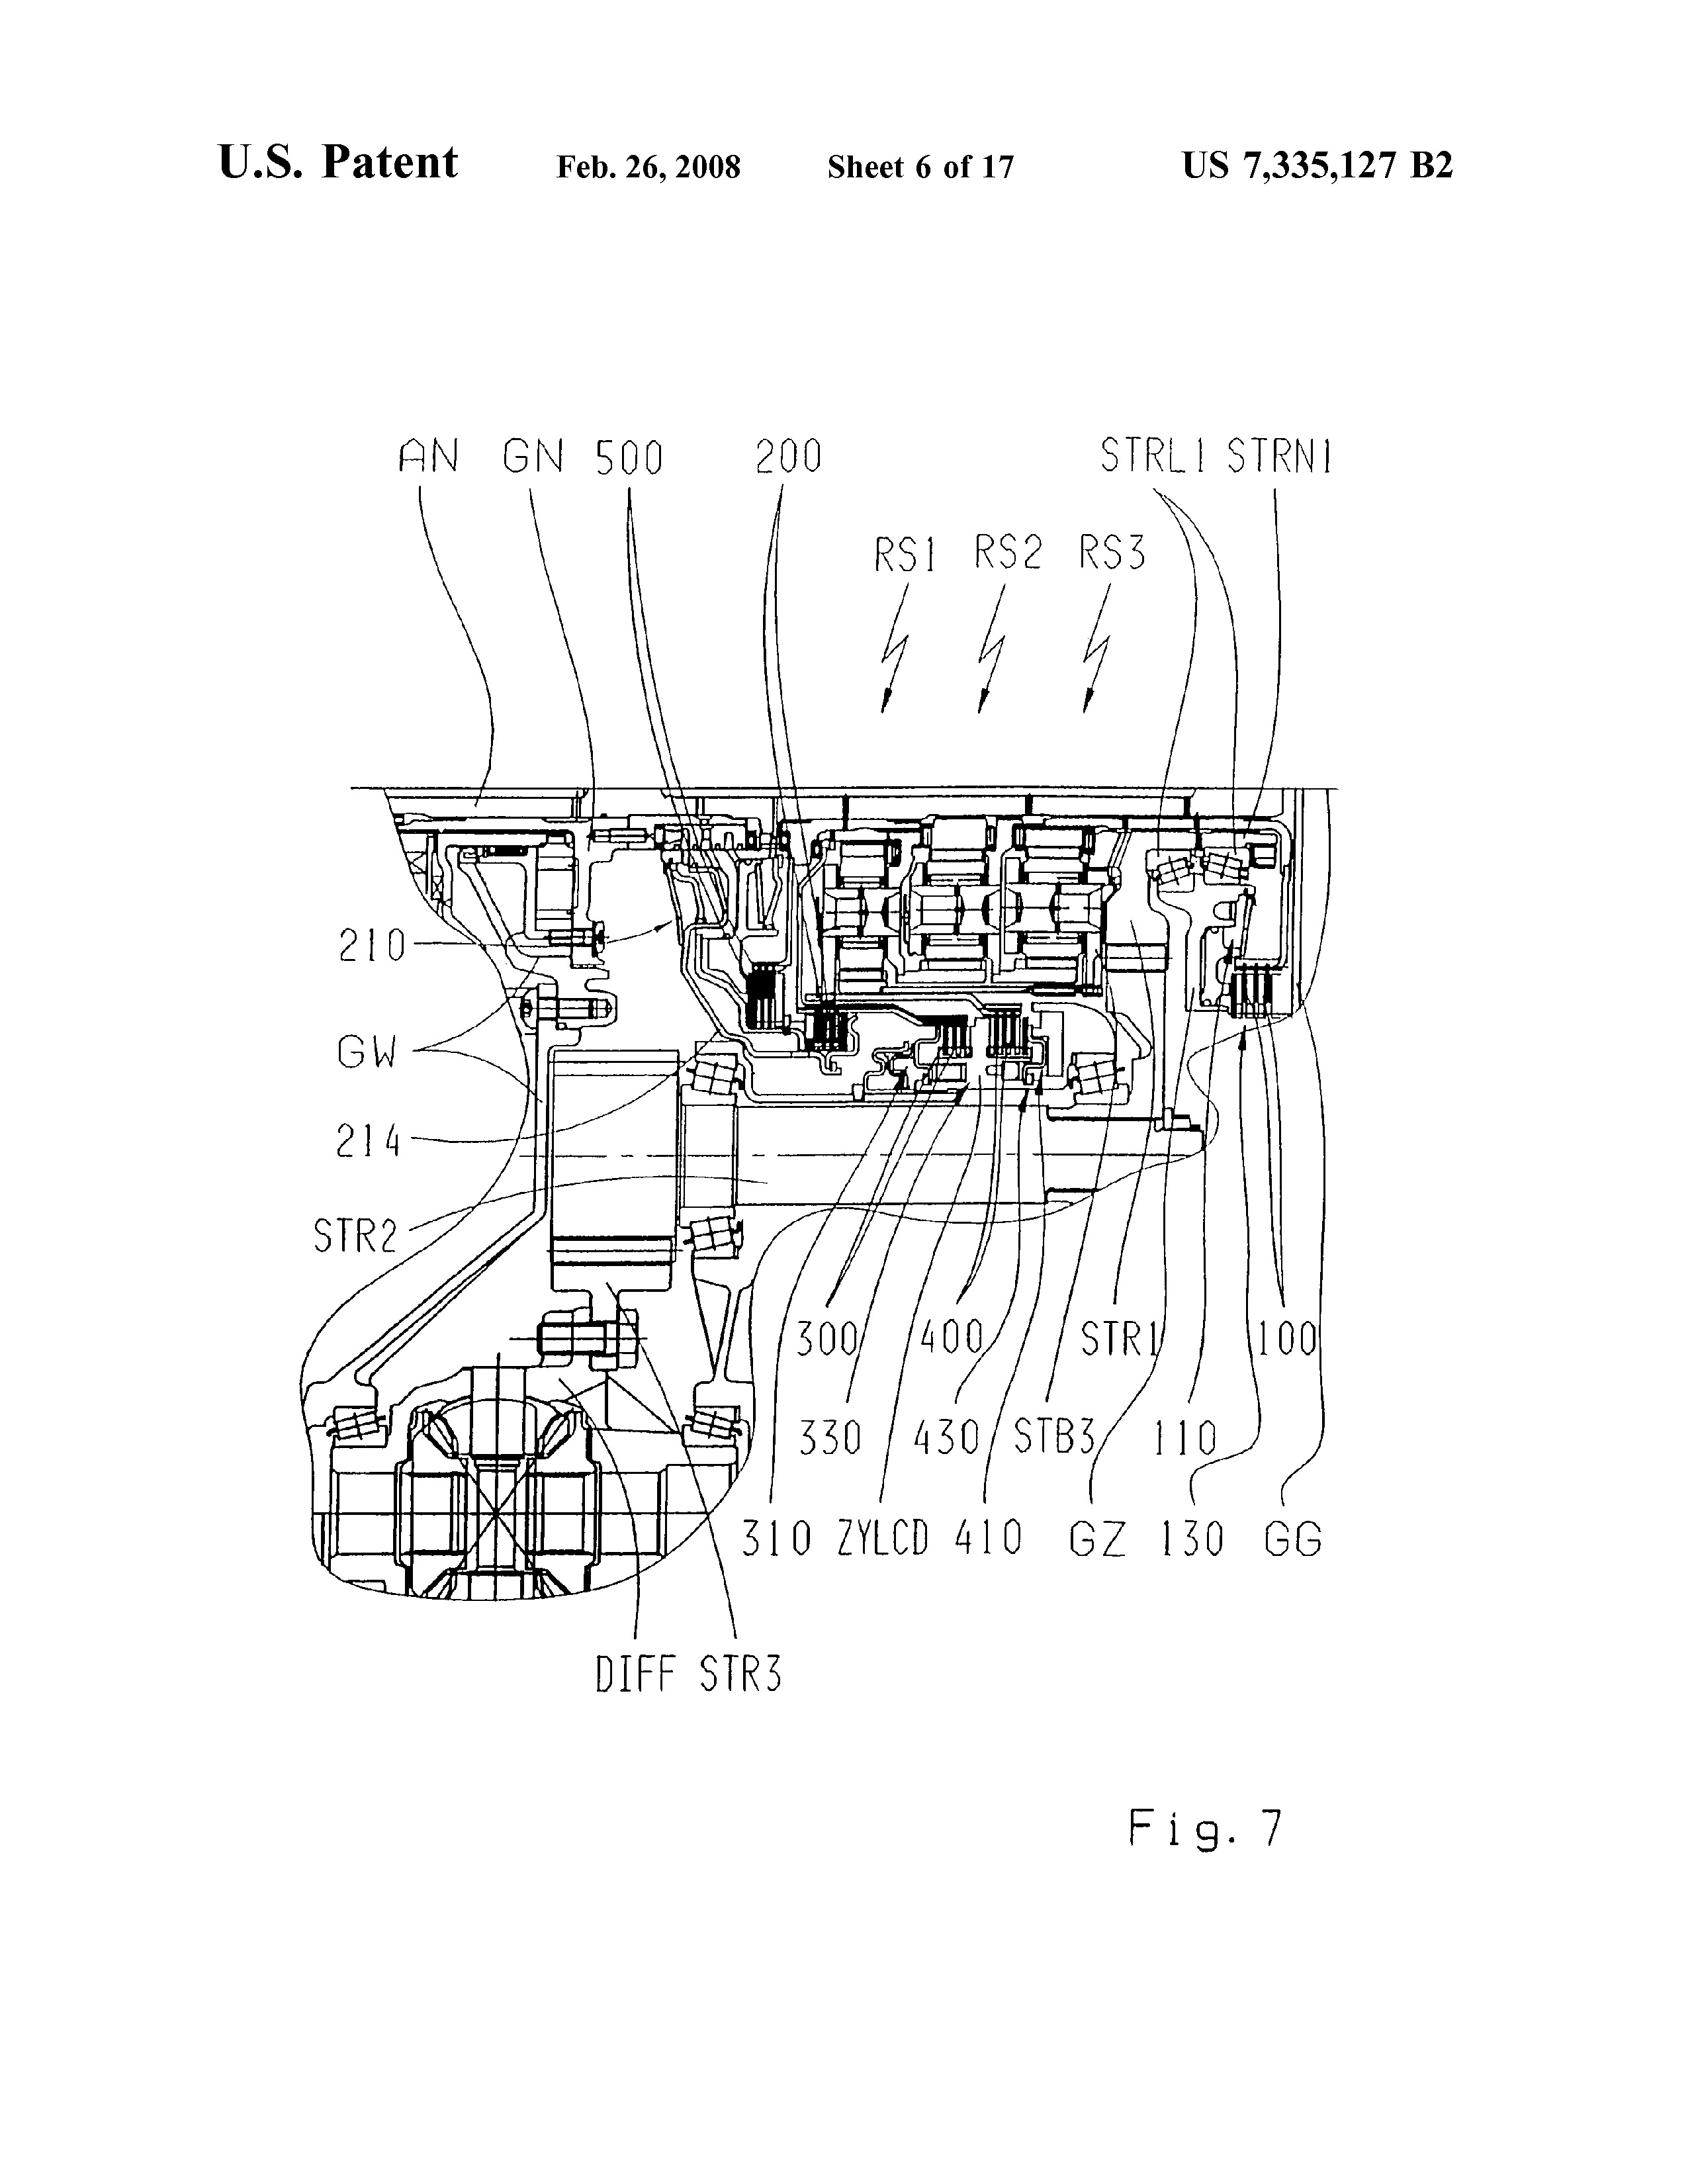 U.S. Patent Feb. 26, 2008 Sheet 6 of 17 US 7,335,127 B2
AN GN 500 200 STRL1 STRN1
RS1 RS2 RS3
210
GW
214
STR2
300 400 STR1 100
330 430 STB3 110
310 ZYLCD 410 GZ 130 GG
DIFF STR3
Fig. 7